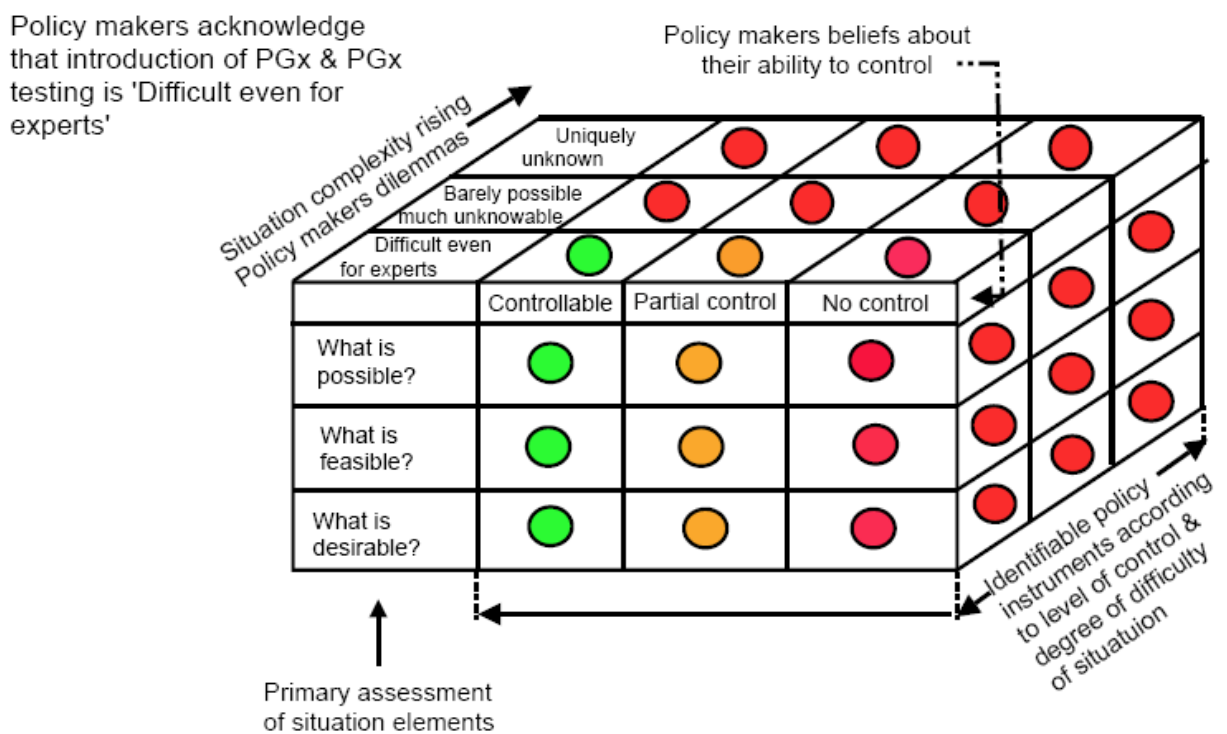 Policy makers acknowledge
that introduction of PGx & PGx
testing is 'Difficult even for
experts'
Policy makers beliefs about
their ability to control
Situation complexity rising
Policy makers dilemmas
Uniquely
unknown
Barely possible
much unknowable
Difficult even
for experts
Controllable
Partial control
No control
What is
possible?
What is
feasible?
What is
desirable?
Identifiable policy
instruments according
to level of control &
degree of difficulty
of situatuion
Primary assessment
of situation elements